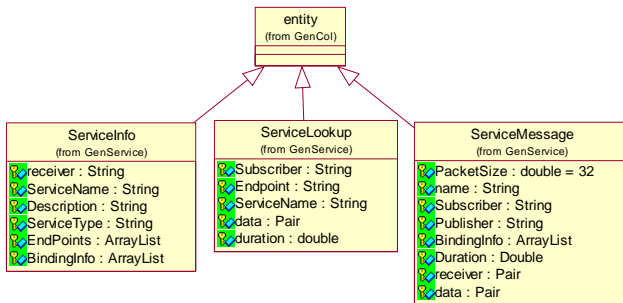 entity
(from GenCol)
ServiceInfo
(from GenService)
receiver : String
ServiceName : String
Description : String
ServiceType : String
EndPoints : ArrayList
BindingInfo : ArrayList
ServiceLookup
(from GenService)
Subscriber : String
Endpoint : String
ServiceName : String
data : Pair
duration : double
ServiceMessage
(from GenService)
PacketSize : double = 32
name : String
Subscriber : String
Publisher : String
BindingInfo : ArrayList
Duration : Double
receiver : Pair
data : Pair